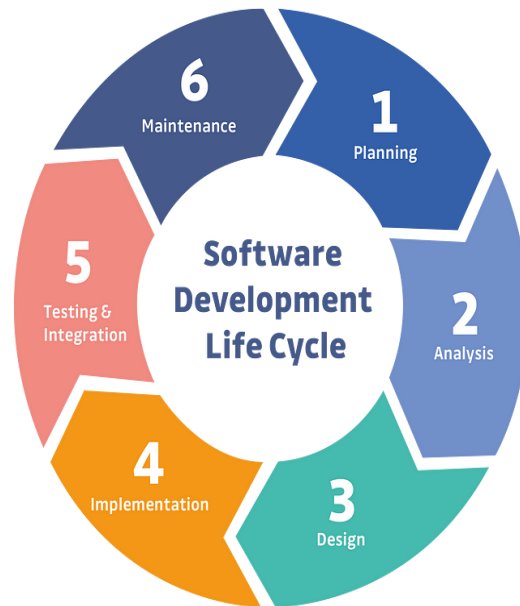 Software
Development
Life Cycle
1
Planning
2
Analysis
3
Design
4
Implementation
5
Testing &
Integration
6
Maintenance